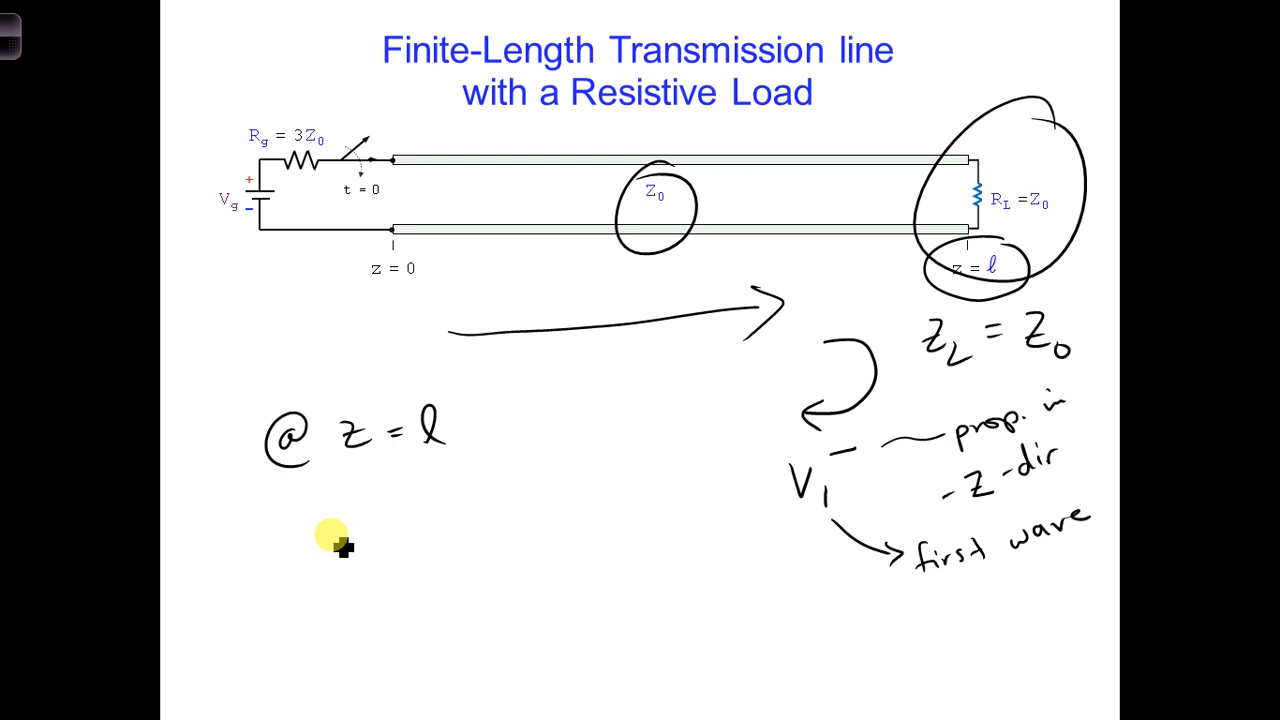 Finite-Length Transmission line
with a Resistive Load
Rg = 3Z0
t = 0
+
Vg
-
Z0
RL =Z0
z = 0
z = ℓ
ZL = Z0
@ z = ℓ
V1⁻
prop. in
-z-dir
first wave